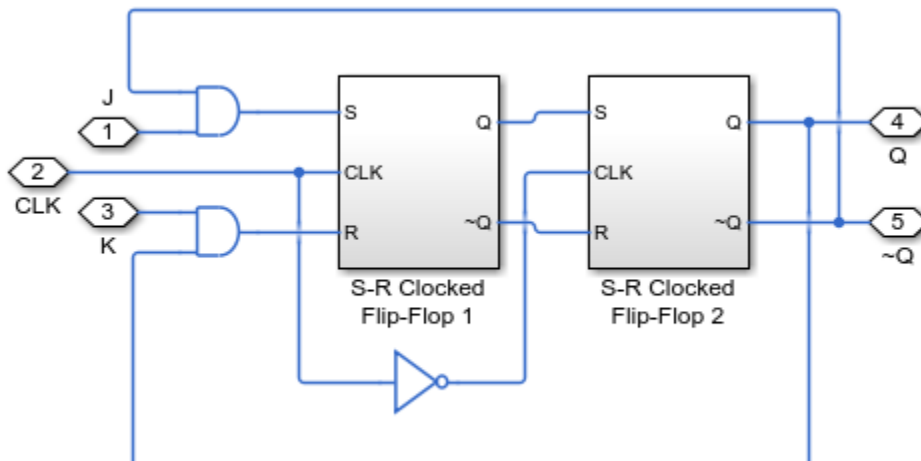 J
1
2
CLK
3
K
S
Q
CLK
R
~Q
S-R Clocked
Flip-Flop 1
S
Q
CLK
R
~Q
S-R Clocked
Flip-Flop 2
4
Q
5
~Q